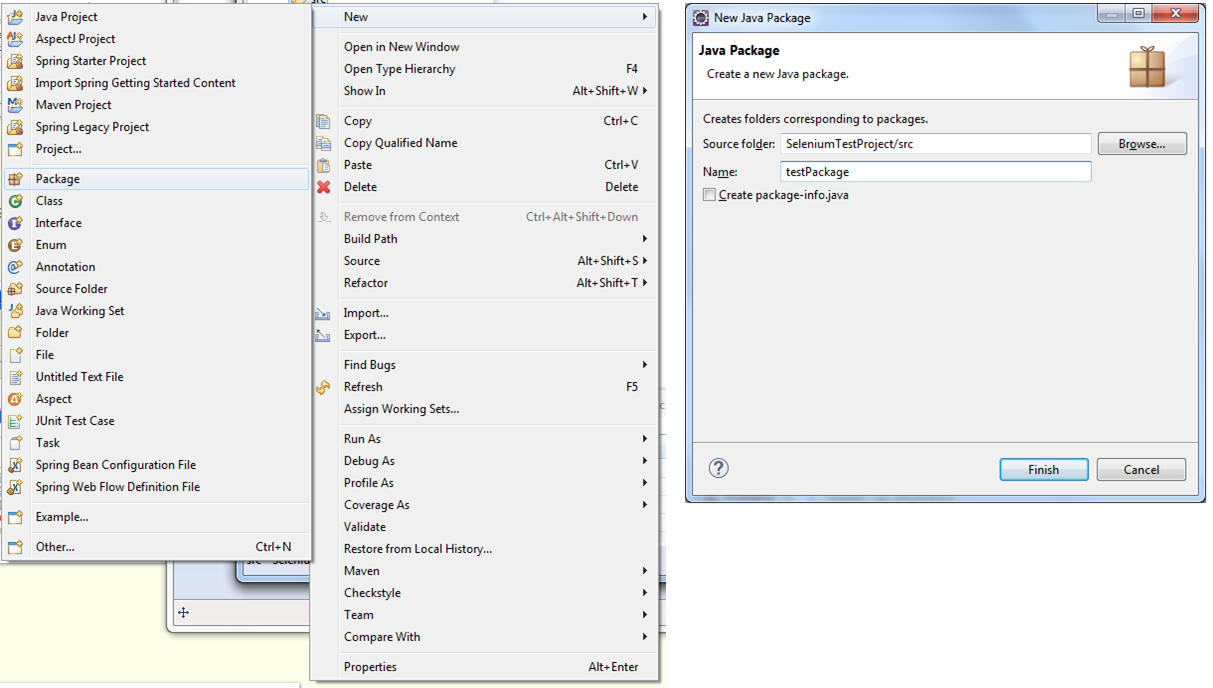 Java Project
AspectJ Project
Spring Starter Project
Import Spring Getting Started Content
Maven Project
Spring Legacy Project
Project...
Package
Class
Interface
Enum
Annotation
Source Folder
Java Working Set
Folder
File
Untitled Text File
Aspect
JUnit Test Case
Task
Spring Bean Configuration File
Spring Web Flow Definition File
Example...
Other... Ctrl+N
src
New
Open in New Window
Open Type Hierarchy F4
Show In Alt+Shift+W
Copy Ctrl+C
Copy Qualified Name
Paste Ctrl+V
Delete Delete
Remove from Context Ctrl+Alt+Shift+Down
Build Path
Source Alt+Shift+S
Refactor Alt+Shift+T
Import...
Export...
Find Bugs
Refresh F5
Assign Working Sets...
Run As
Debug As
Profile As
Coverage As
Validate
Restore from Local History...
Maven
Checkstyle
Team
Compare With
Properties Alt+Enter
New Java Package
Java Package
Create a new Java package.
Creates folders corresponding to packages.
Source folder: SeleniumTestProject/src Browse...
Name: testPackage
Create package-info.java
? Finish Cancel